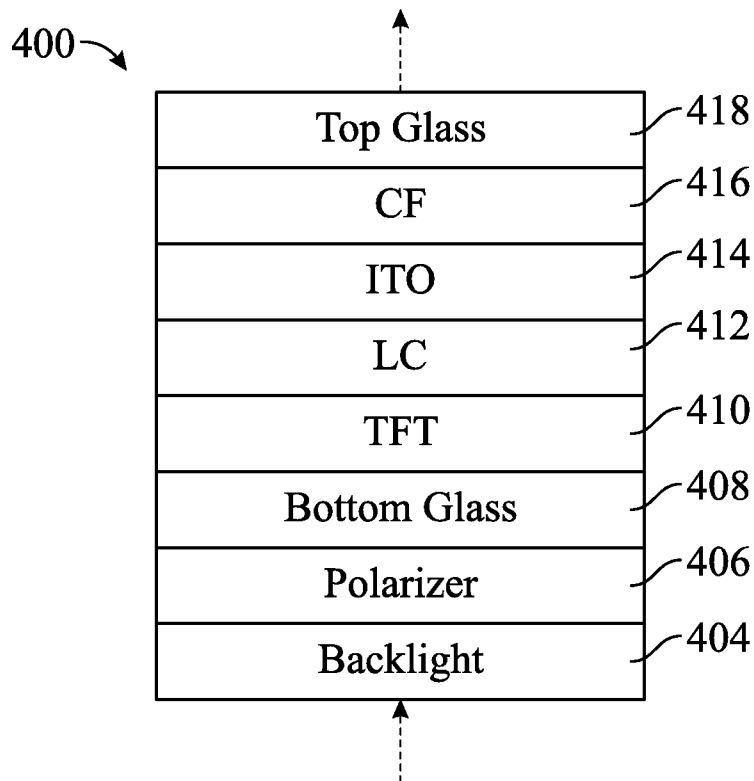 400
Top Glass 418
CF 416
ITO 414
LC 412
TFT 410
Bottom Glass 408
Polarizer 406
Backlight 404